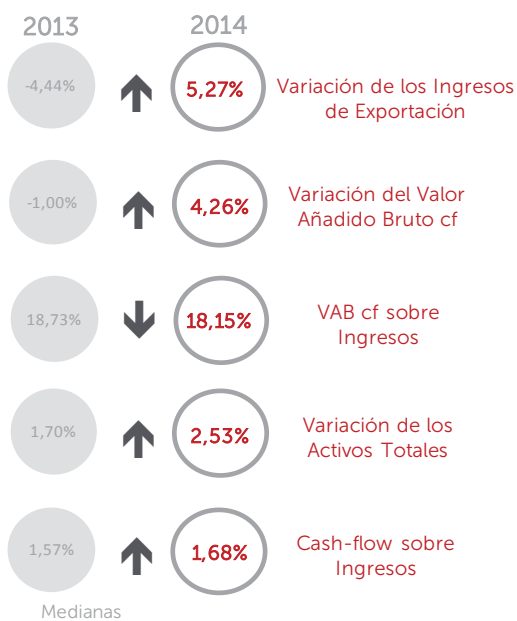 2013 2014
-4,44% 5,27% Variación de los Ingresos
de Exportación
-1,00% 4,26% Variación del Valor
Añadido Bruto cf
18,73% 18,15% VAB cf sobre
Ingresos
1,70% 2,53% Variación de los
Activos Totales
1,57% 1,68% Cash-flow sobre
Ingresos
Medianas